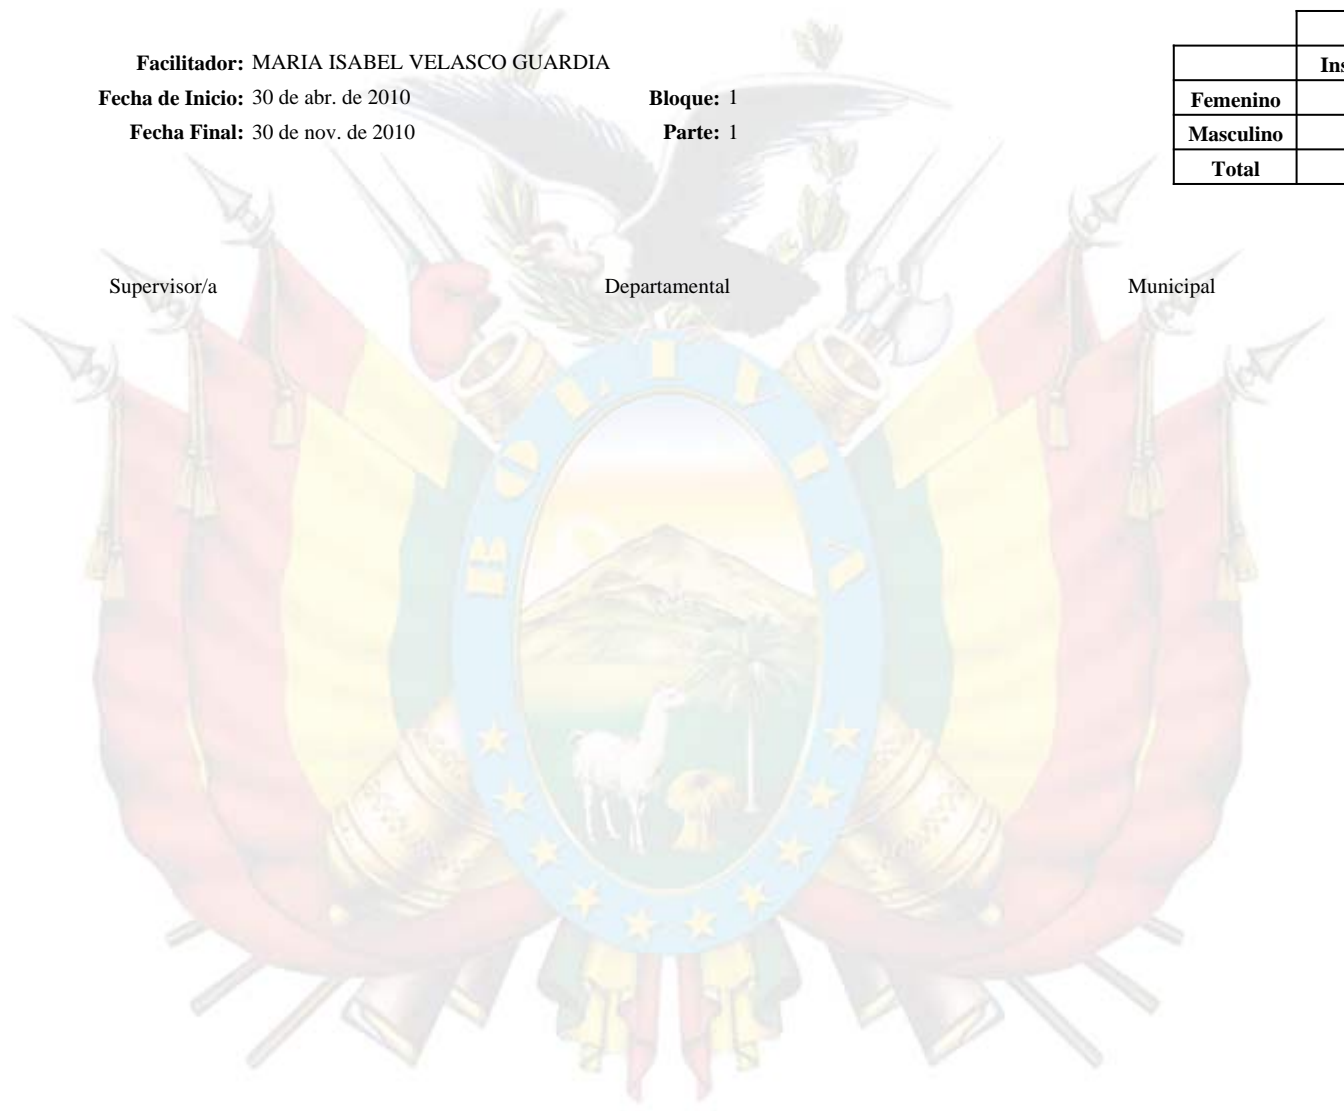 Facilitador: MARIA ISABEL VELASCO GUARDIA
Fecha de Inicio: 30 de abr. de 2010 Bloque: 1
Fecha Final: 30 de nov. de 2010 Parte: 1
Femenino
Masculino
Total
Supervisor/a Departamental Municipal
BOLIVIA